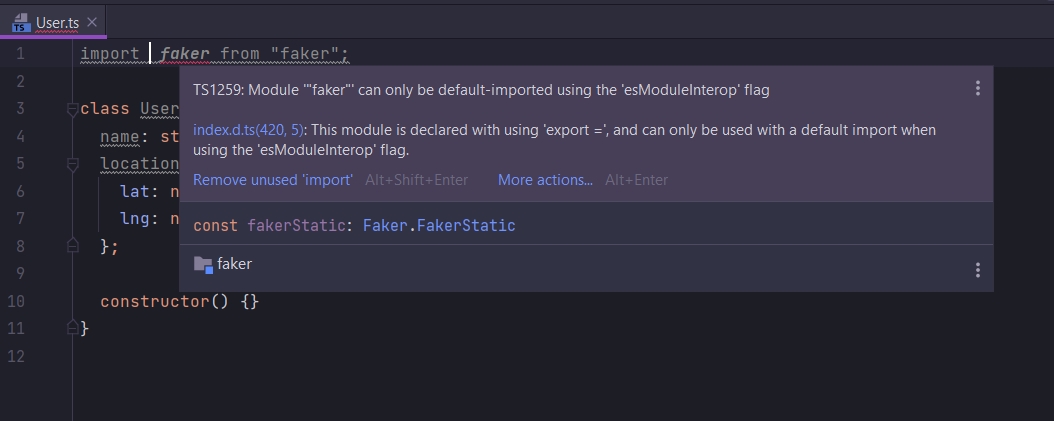 TS User.ts
1 import faker from "faker";
TS1259: Module '"faker"' can only be default-imported using the 'esModuleInterop' flag
index.d.ts(420, 5): This module is declared with using 'export =', and can only be used with a default import when
using the 'esModuleInterop' flag.
Remove unused 'import' Alt+Shift+Enter More actions... Alt+Enter
const fakerStatic: Faker.FakerStatic
faker
2
3 class User
4 name: st
5 location
6 lat: n
7 lng: n
8 };
9
10 constructor() {}
11 }
12